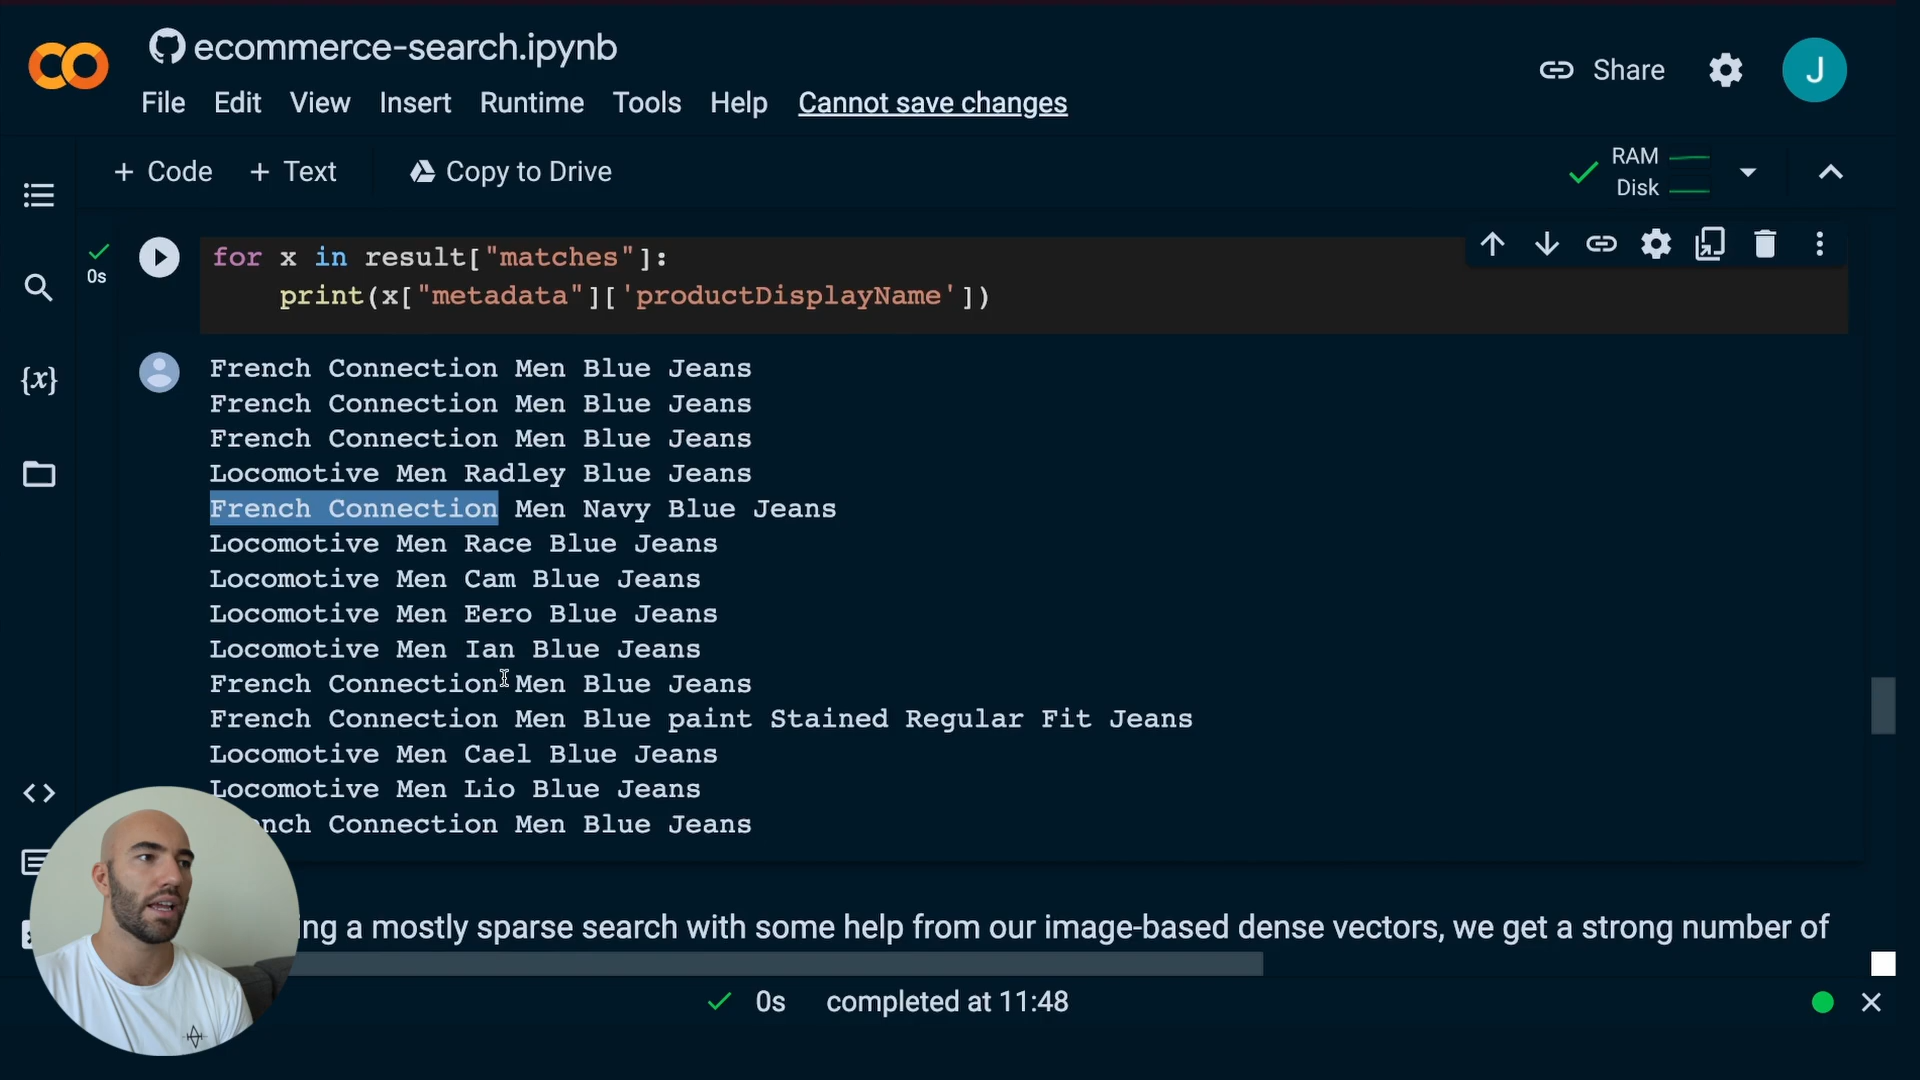 ecommerce-search.ipynb
Share
J
File Edit View Insert Runtime Tools Help Cannot save changes
+ Code + Text Copy to Drive
RAM
Disk
0s
for x in result["matches"]:
print(x["metadata"]['productDisplayName'])
{x}
French Connection Men Blue Jeans
French Connection Men Blue Jeans
French Connection Men Blue Jeans
Locomotive Men Radley Blue Jeans
French Connection Men Navy Blue Jeans
Locomotive Men Race Blue Jeans
Locomotive Men Cam Blue Jeans
Locomotive Men Eero Blue Jeans
Locomotive Men Ian Blue Jeans
French Connection Men Blue Jeans
French Connection Men Blue paint Stained Regular Fit Jeans
Locomotive Men Cael Blue Jeans
Locomotive Men Lio Blue Jeans
nch Connection Men Blue Jeans
ing a mostly sparse search with some help from our image-based dense vectors, we get a strong number of
0s completed at 11:48